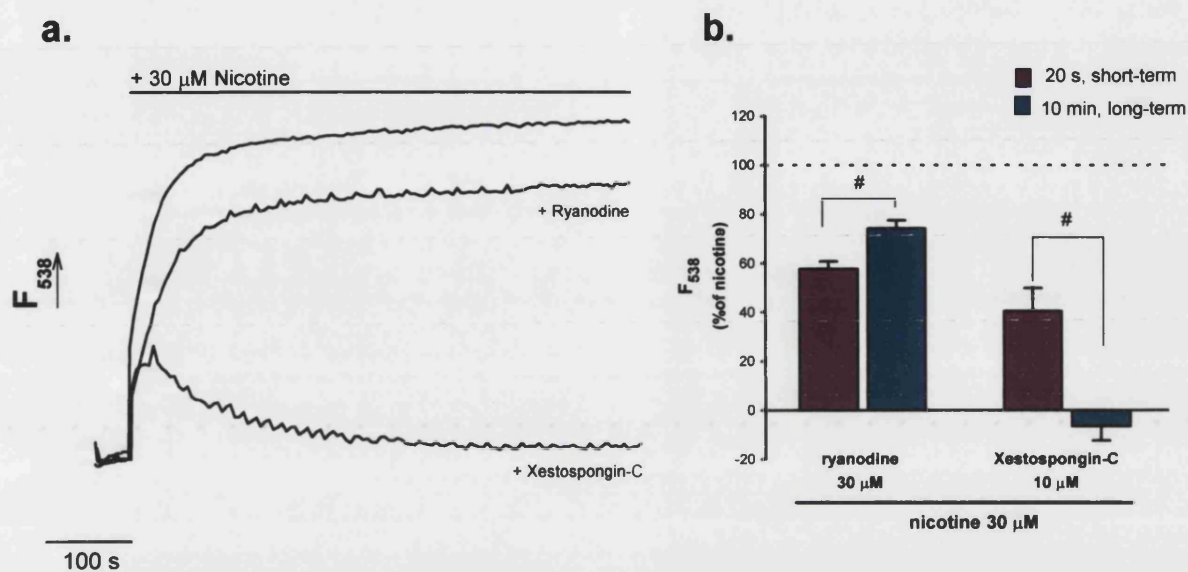 a.
+ 30 μM Nicotine
F538
+ Ryanodine
+ Xestospongin-C
100 s
b.
20 s, short-term
10 min, long-term
120
100
80
60
40
20
0
-20
F538
(%of nicotine)
#
#
ryanodine
30 μM
Xestospongin-C
10 μM
nicotine 30 μM